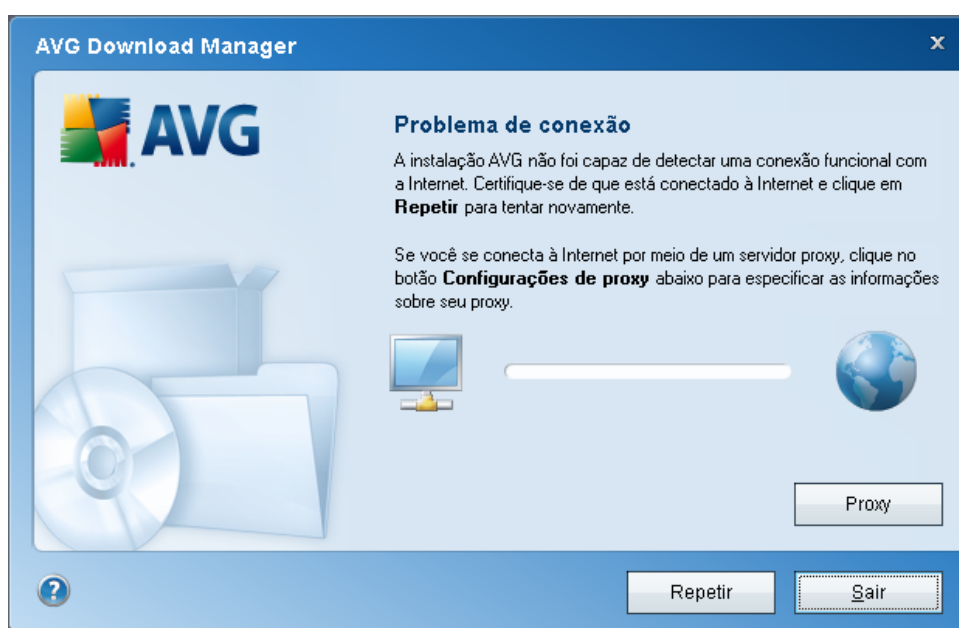 AVG Download Manager
x
AVG
Problema de conexão
A instalação AVG não foi capaz de detectar uma conexão funcional com
a Internet. Certifique-se de que está conectado à Internet e clique em
Repetir para tentar novamente.
Se você se conecta à Internet por meio de um servidor proxy, clique no
botão Configurações de proxy abaixo para especificar as informações
sobre seu proxy.
Proxy
?
Repetir
Sair